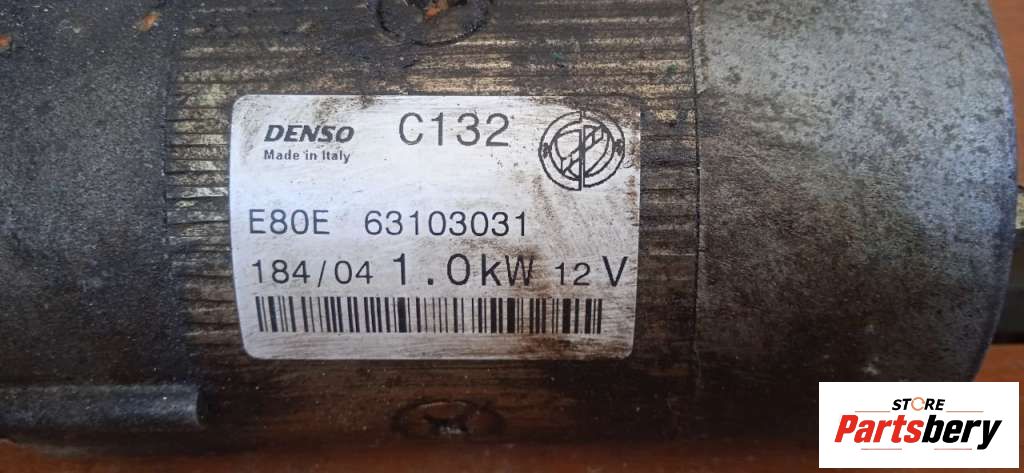 DENSO C132
Made in Italy
E80E 63103031
184/04 1.0kW 12 V
STORE
Partsbery